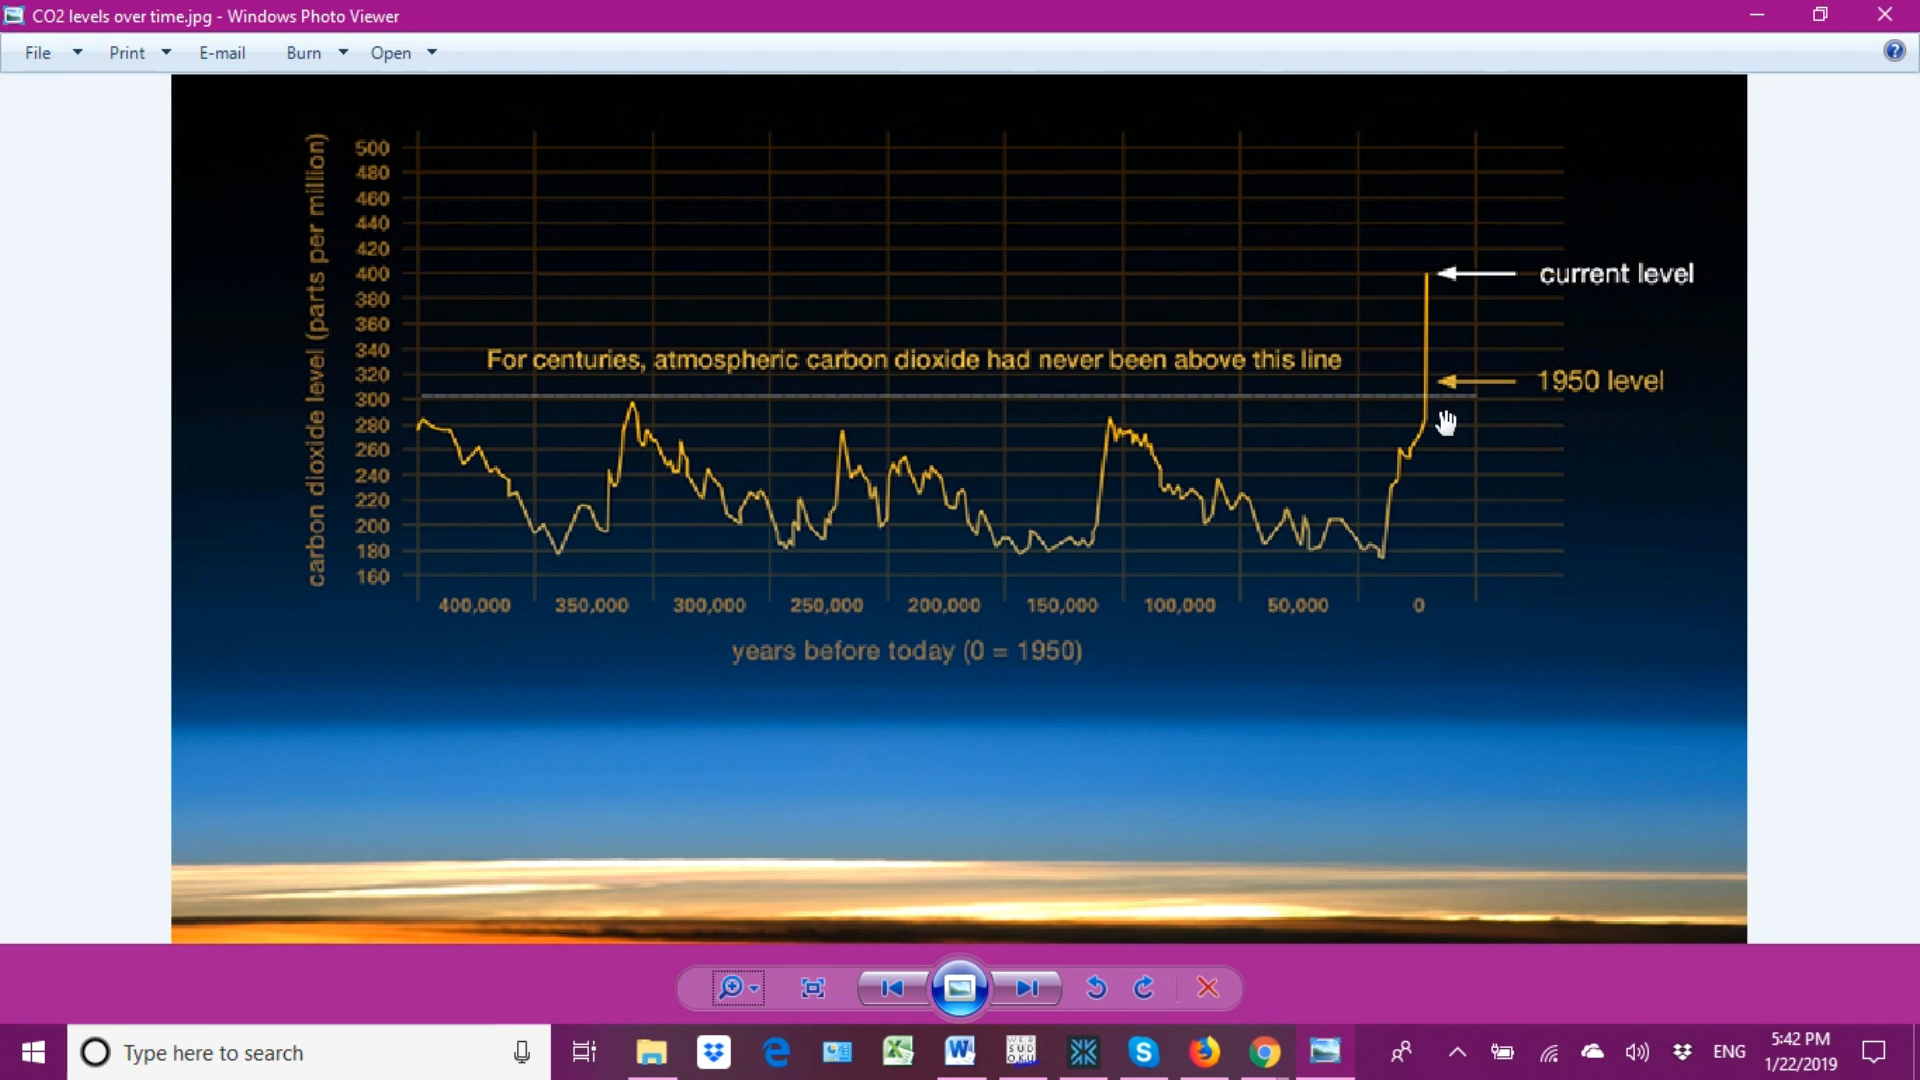 CO2 levels over time.jpg - Windows Photo Viewer
File
Print
E-mail
Burn
Open
carbon dioxide level (parts per million)
500
480
460
440
420
400
380
360
340
320
300
280
260
240
220
200
180
160
current level
For centuries, atmospheric carbon dioxide had never been above this line
1950 level
400,000 350,000 300,000 250,000 200,000 150,000 100,000 50,000 0
years before today (0 = 1950)
Type here to search
WEB
SUD
OKU
ENG
5:42 PM
1/22/2019